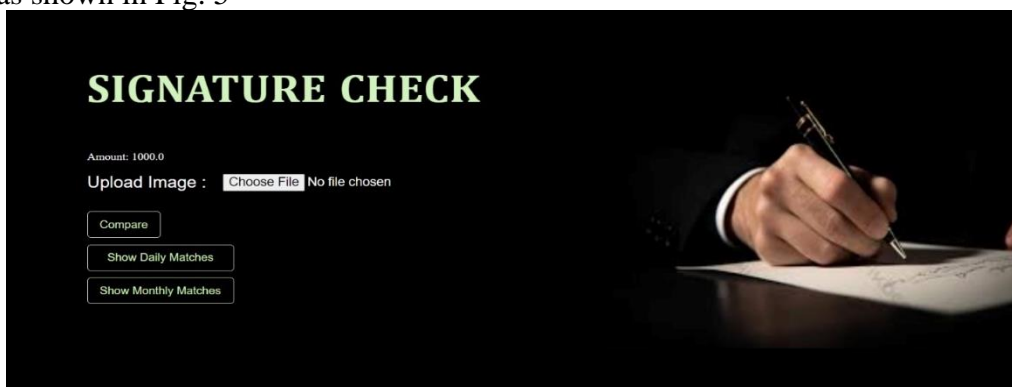 as shown in Fig. 3
SIGNATURE CHECK
Amount: 1000.0
Upload Image : Choose File No file chosen
Compare
Show Daily Matches
Show Monthly Matches